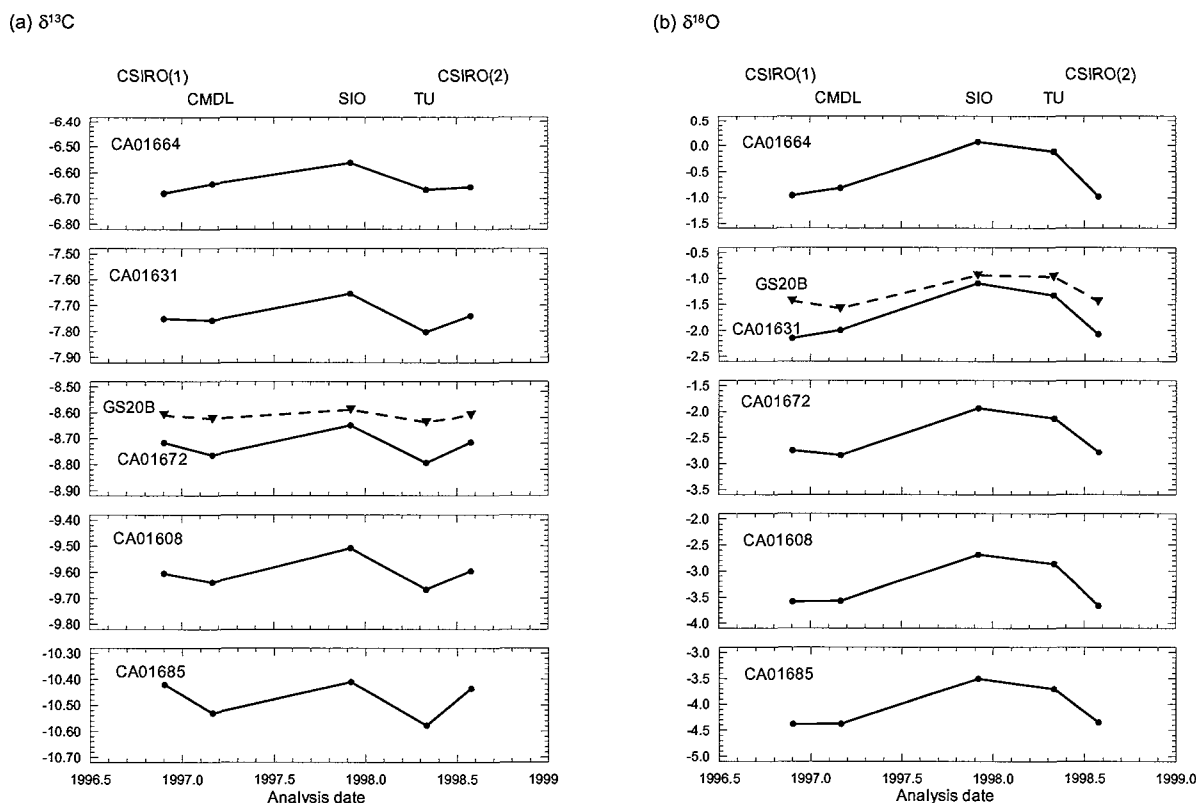 (a) δ¹³C
CSIRO(1)
CSIRO(2)
CMDL
SIO
TU
-6.40
-6.50
-6.60
-6.70
-6.80
CA01664
-7.50
-7.60
-7.70
-7.80
-7.90
CA01631
-8.50
-8.60
-8.70
-8.80
-8.90
GS20B
CA01672
-9.40
-9.50
-9.60
-9.70
-9.80
CA01608
-10.30
-10.40
-10.50
-10.60
-10.70
CA01685
1996.5 1997.0 1997.5 1998.0 1998.5 1999
Analysis date
(b) δ¹⁸O
CSIRO(1)
CSIRO(2)
CMDL
SIO
TU
0.5
0.0
-0.5
-1.0
-1.5
CA01664
-0.5
-1.0
-1.5
-2.0
-2.5
GS20B
CA01631
-1.5
-2.0
-2.5
-3.0
-3.5
CA01672
-2.0
-2.5
-3.0
-3.5
-4.0
CA01608
-3.0
-3.5
-4.0
-4.5
-5.0
CA01685
1996.5 1997.0 1997.5 1998.0 1998.5 1999.0
Analysis date